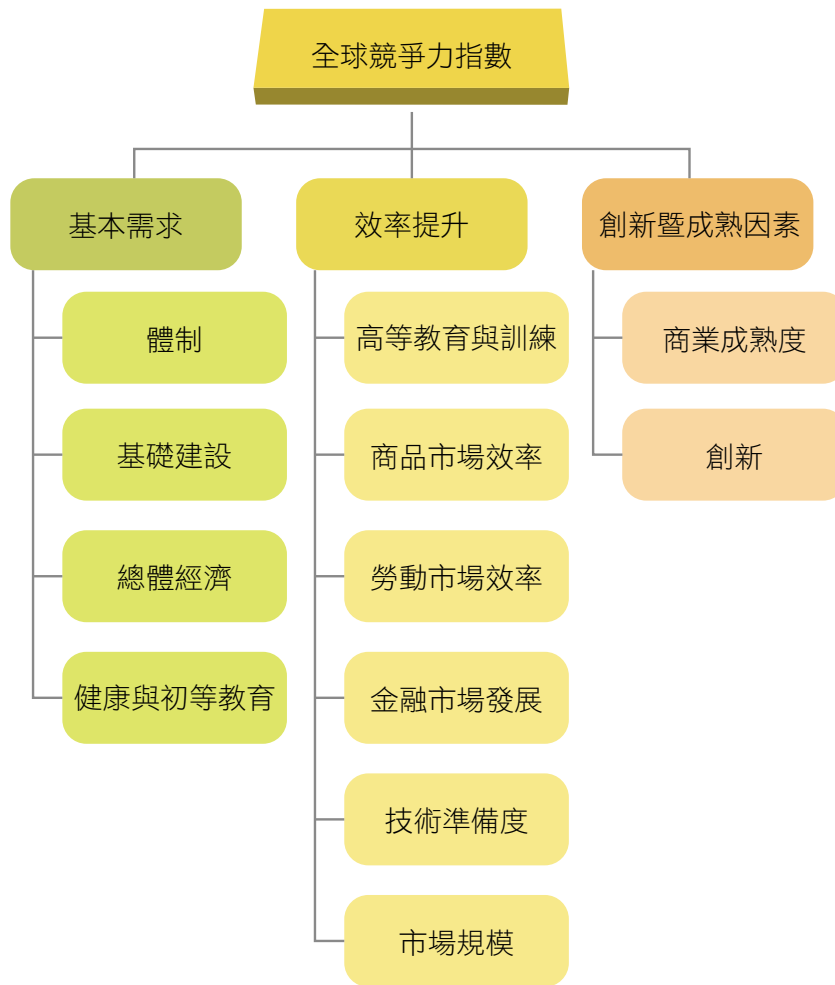 全球競爭力指數
基本需求
體制
基礎建設
總體經濟
健康與初等教育
效率提升
高等教育與訓練
商品市場效率
勞動市場效率
金融市場發展
技術準備度
市場規模
創新暨成熟因素
商業成熟度
創新